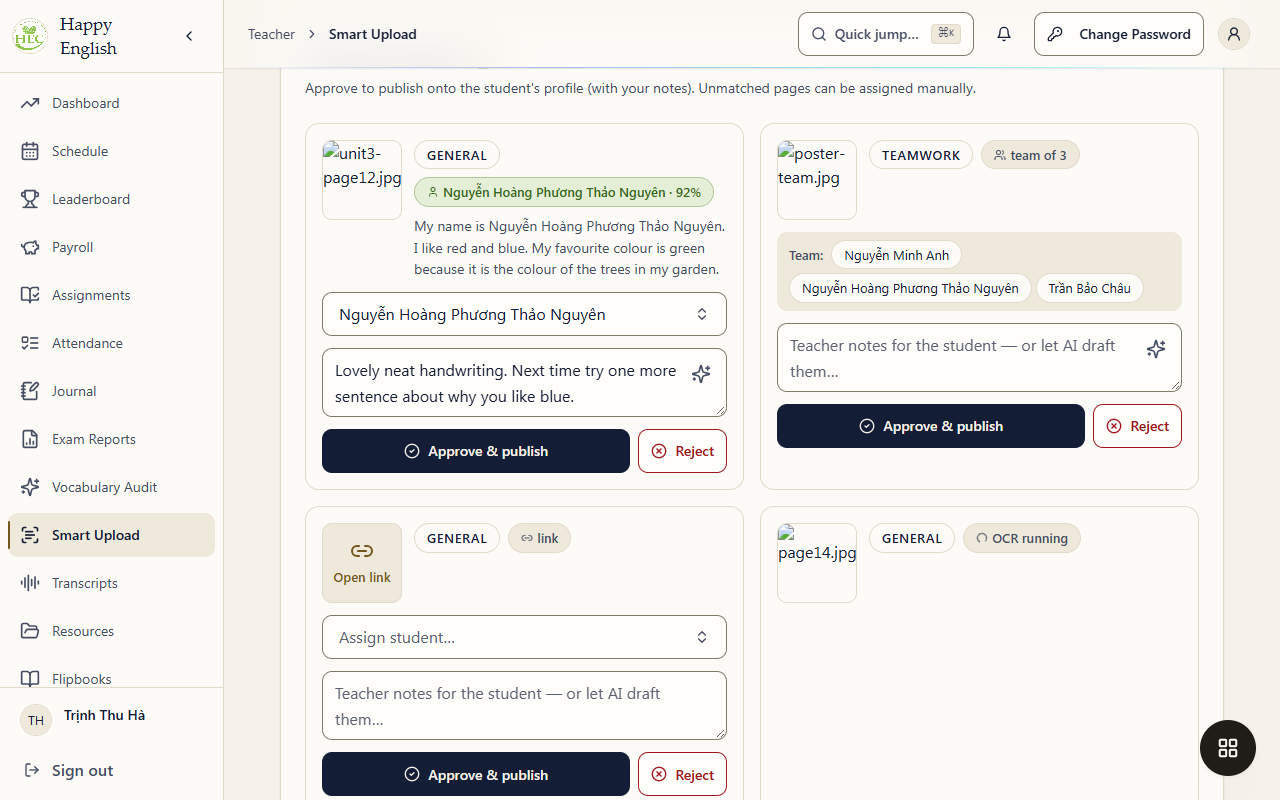 Happy
English
Dashboard
Schedule
Leaderboard
Payroll
Assignments
Attendance
Journal
Exam Reports
Vocabulary Audit
Smart Upload
Transcripts
Resources
Flipbooks
TH
Trịnh Thu Hà
Sign out
Teacher
Smart Upload
Quick jump...
⌘K
Change Password
Approve to publish onto the student's profile (with your notes). Unmatched pages can be assigned manually.
unit3-
page12.jpg
GENERAL
Nguyễn Hoàng Phương Thảo Nguyên · 92%
My name is Nguyễn Hoàng Phương Thảo Nguyên.
I like red and blue. My favourite colour is green
because it is the colour of the trees in my garden.
Nguyễn Hoàng Phương Thảo Nguyên
Lovely neat handwriting. Next time try one more
sentence about why you like blue.
Approve & publish
Reject
poster-
team.jpg
TEAMWORK
team of 3
Team:
Nguyễn Minh Anh
Nguyễn Hoàng Phương Thảo Nguyên
Trần Bảo Châu
Teacher notes for the student — or let AI draft
them...
Approve & publish
Reject
Open link
GENERAL
link
Assign student...
Teacher notes for the student — or let AI draft
them...
Approve & publish
Reject
page14.jpg
GENERAL
OCR running
HEC